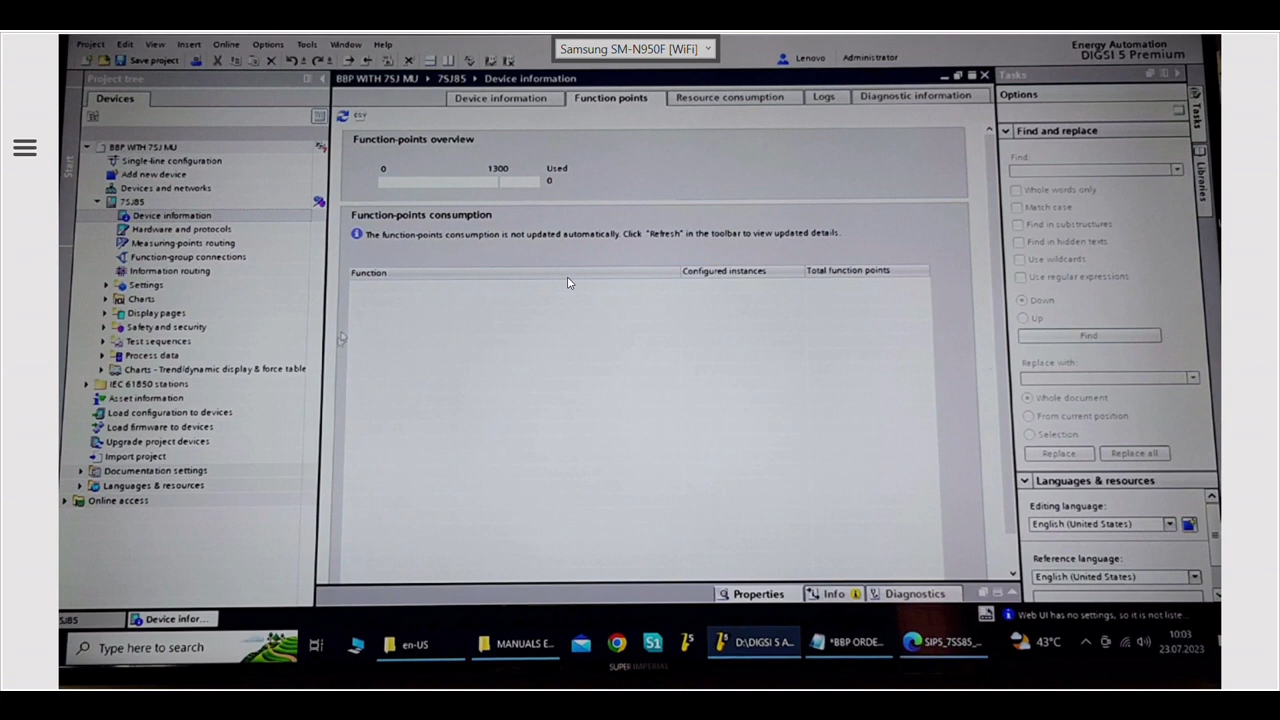 Samsung SM-N950F [WiFi]
Project Edit View Insert Online Options Tools Window Help
Save project
Lenovo Administrator
Energy Automation
DIGSI 5 Premium
Project tree
BBP WITH 7SJ MU 7SJ85 Device information
Tasks
Devices
Device information Function points Resource consumption Logs Diagnostic information
Options
Start
Tasks
Libraries
CSV
BBP WITH 7SJ MU
Single-line configuration
Add new device
Devices and networks
7SJ85
Device information
Hardware and protocols
Measuring-points routing
Function-group connections
Information routing
Settings
Charts
Display pages
Safety and security
Test sequences
Process data
Charts - Trend/dynamic display & force table
IEC 61850 stations
Asset information
Load configuration to devices
Load firmware to devices
Upgrade project devices
Import project
Documentation settings
Languages & resources
Online access
Function-points overview
0 1300 Used
0
Function-points consumption
The function-points consumption is not updated automatically. Click "Refresh" in the toolbar to view updated details.
Function Configured instances Total function points
Find and replace
Find:
Whole words only
Match case
Find in substructures
Find in hidden texts
Use wildcards
Use regular expressions
Down
Up
Find
Replace with:
Whole document
From current position
Selection
Replace Replace all
Languages & resources
Editing language:
English (United States)
Reference language:
English (United States)
Properties Info Diagnostics
7SJ85 Device infor...
Web UI has no settings, so it is not liste...
Type here to search
en-US
MANUALS E...
D:\DIGSI 5 A...
*BBP ORDE...
SIP5_7SS85_...
43°C
10:03
23.07.2023
SUPER IMPERIAL